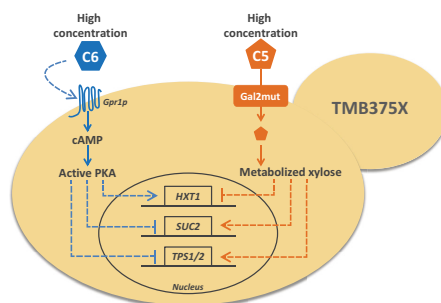 High
concentration
C6
Gpr1p
cAMP
Active PKA
High
concentration
C5
Gal2mut
Metabolized xylose
TMB375X
HXT1
SUC2
TPS1/2
Nucleus